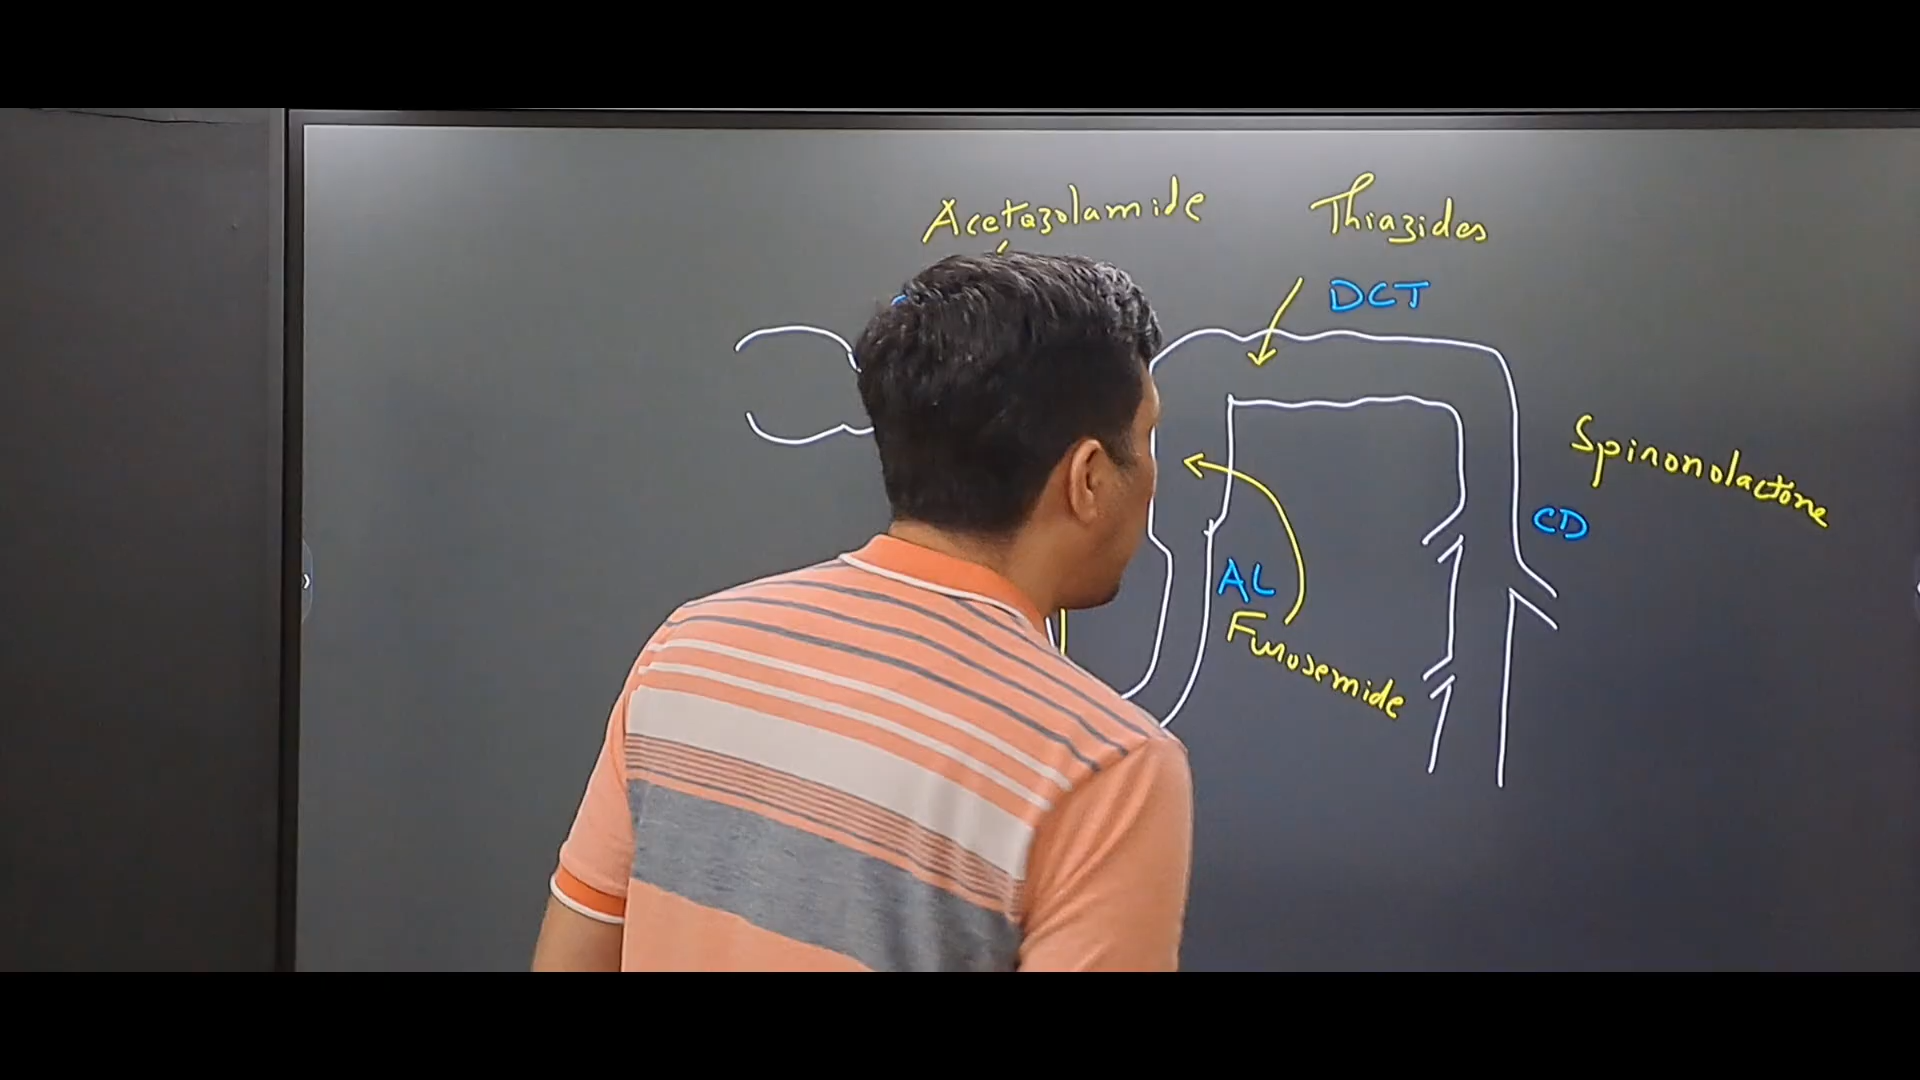 Acetazolamide
Thiazides
DCT
Spironolactone
CD
AL
Furosemide